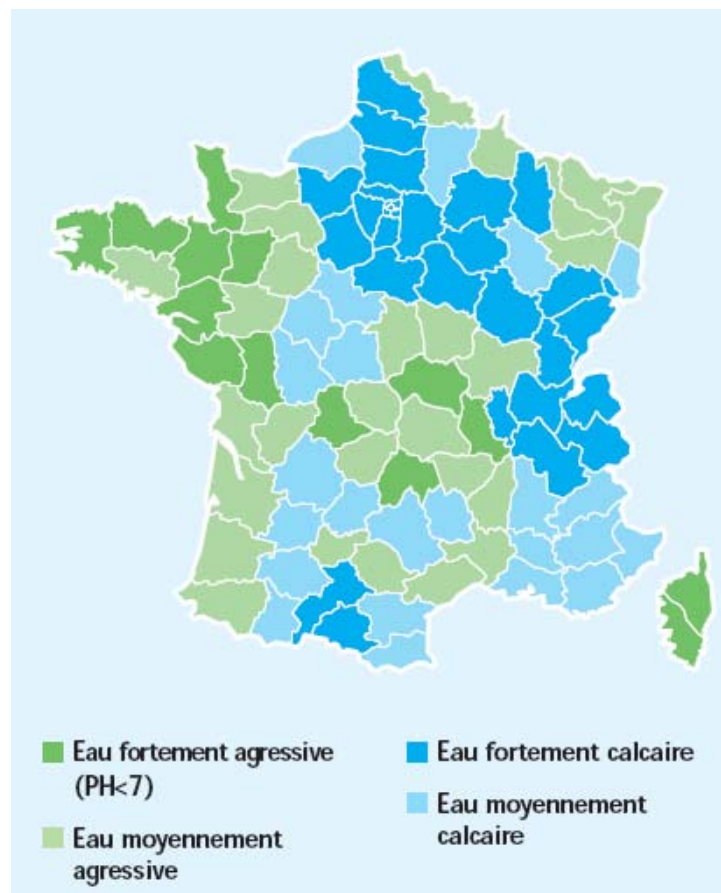 Eau fortement agressive
(PH<7)
Eau moyennement
agressive
Eau fortement calcaire
Eau moyennement
calcaire